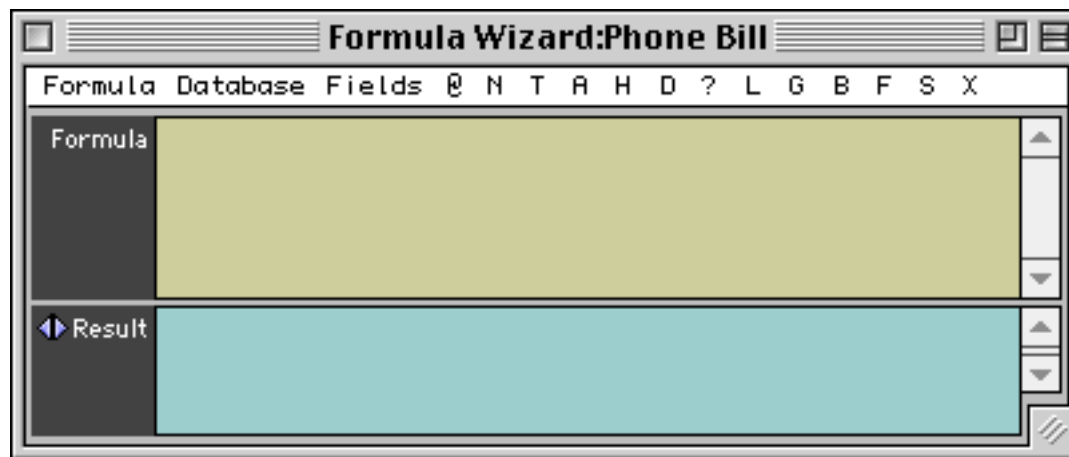 Formula Wizard:Phone Bill
Formula Database Fields @ N T A H D ? L G B F S X
Formula
Result